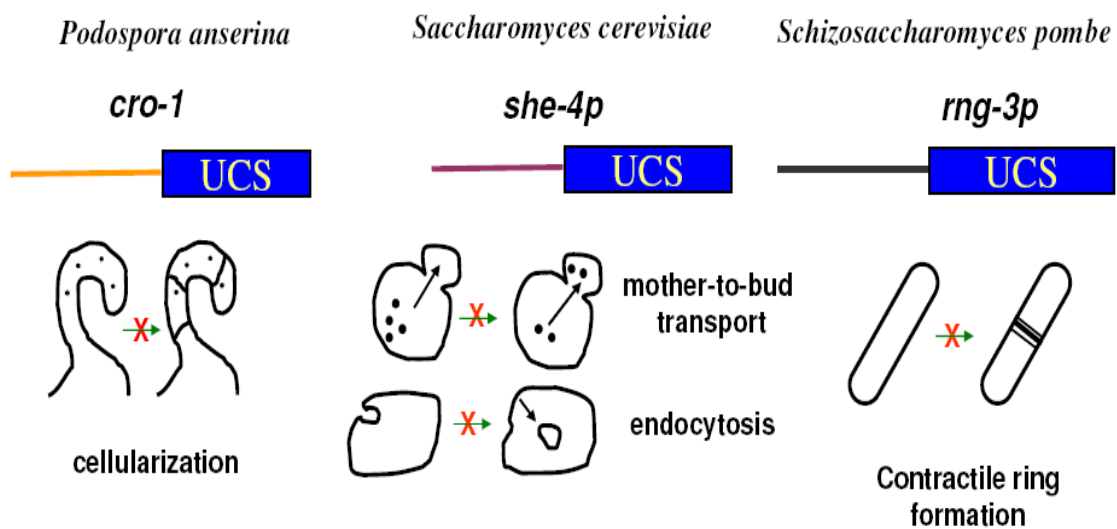 Podospora anserina
Saccharomyces cerevisiae
Schizosaccharomyces pombe
cro-1
she-4p
rng-3p
UCS
UCS
UCS
X
X
X
mother-to-bud
transport
X
endocytosis
cellularization
Contractile ring
formation